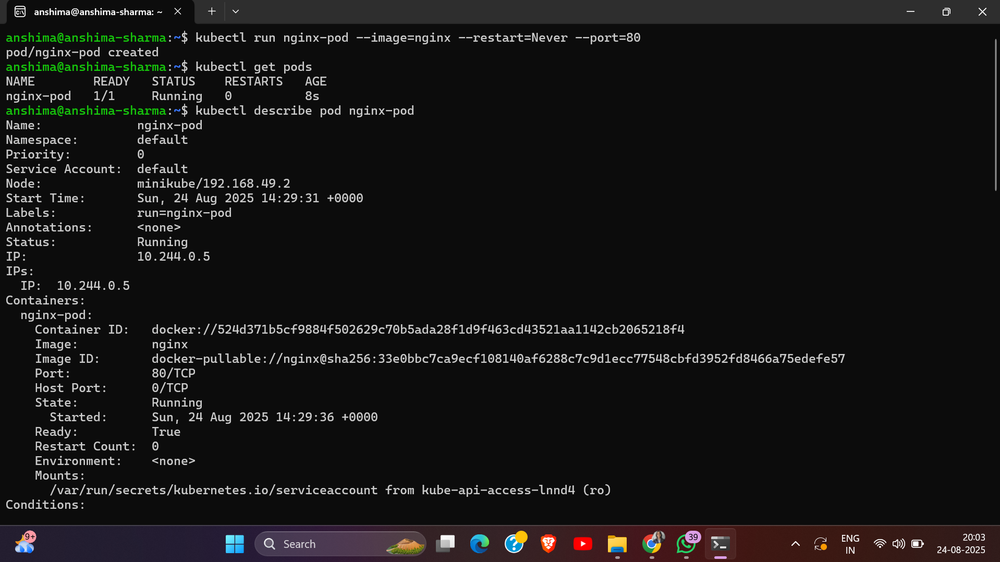 anshima@anshima-sharma: ~
anshima@anshima-sharma:~$ kubectl run nginx-pod --image=nginx --restart=Never --port=80
pod/nginx-pod created
anshima@anshima-sharma:~$ kubectl get pods
NAME        READY   STATUS    RESTARTS   AGE
nginx-pod   1/1     Running   0          8s
anshima@anshima-sharma:~$ kubectl describe pod nginx-pod
Name:             nginx-pod
Namespace:        default
Priority:         0
Service Account:  default
Node:             minikube/192.168.49.2
Start Time:       Sun, 24 Aug 2025 14:29:31 +0000
Labels:           run=nginx-pod
Annotations:      <none>
Status:           Running
IP:               10.244.0.5
IPs:
  IP:  10.244.0.5
Containers:
  nginx-pod:
    Container ID:   docker://524d371b5cf9884f502629c70b5ada28f1d9f463cd43521aa1142cb2065218f4
    Image:          nginx
    Image ID:       docker-pullable://nginx@sha256:33e0bbc7ca9ecf108140af6288c7c9d1ecc77548cbfd3952fd8466a75edefe57
    Port:           80/TCP
    Host Port:      0/TCP
    State:          Running
      Started:      Sun, 24 Aug 2025 14:29:36 +0000
    Ready:          True
    Restart Count:  0
    Environment:    <none>
    Mounts:
      /var/run/secrets/kubernetes.io/serviceaccount from kube-api-access-lnnd4 (ro)
Conditions:
9+
Search
39
ENG
IN
20:03
24-08-2025